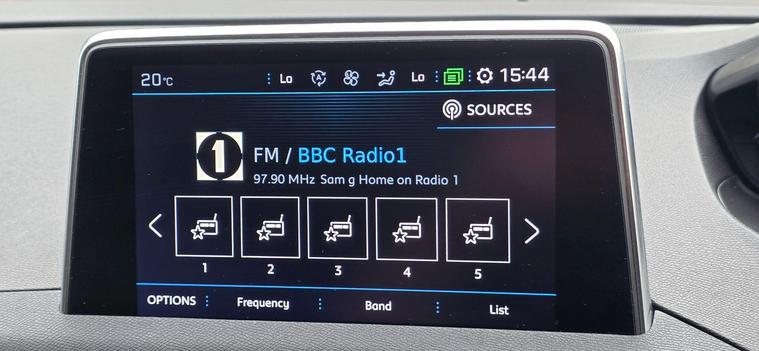 20°C Lo A Lo 15:44
SOURCES
1 FM / BBC Radio1
97.90 MHz Sam g Home on Radio 1
1 2 3 4 5
OPTIONS Frequency Band List